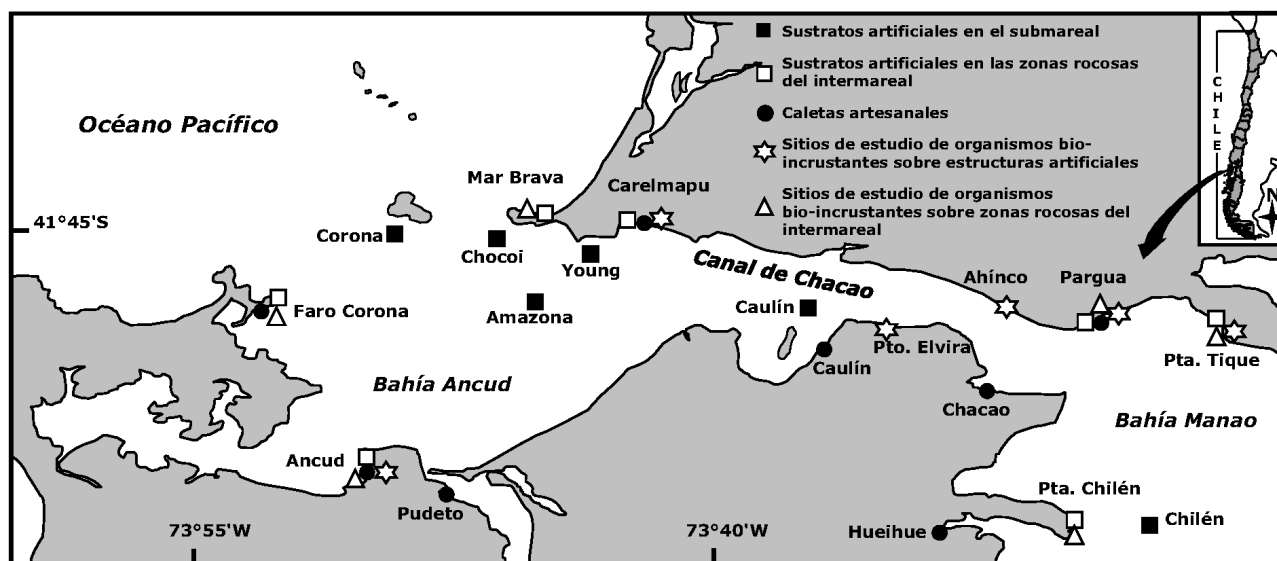 Sustratos artificiales en el submareal
Sustratos artificiales en las zonas rocosas
del intermareal
Caletas artesanales
Sitios de estudio de organismos bio-
incrustantes sobre estructuras artificiales
Sitios de estudio de organismos
bio-incrustantes sobre zonas rocosas del
intermareal
CHILE
N
Océano Pacífico
Mar Brava
Carelmapu
41°45'S
Corona
Chocoi
Young
Canal de Chacao
Ahínco
Pargua
Faro Corona
Amazona
Caulín
Pto. Elvira
Caulín
Pta. Tique
Bahía Ancud
Chacao
Bahía Manao
Ancud
Pudeto
Pta. Chilén
Chilén
Hueihue
73°55'W
73°40'W